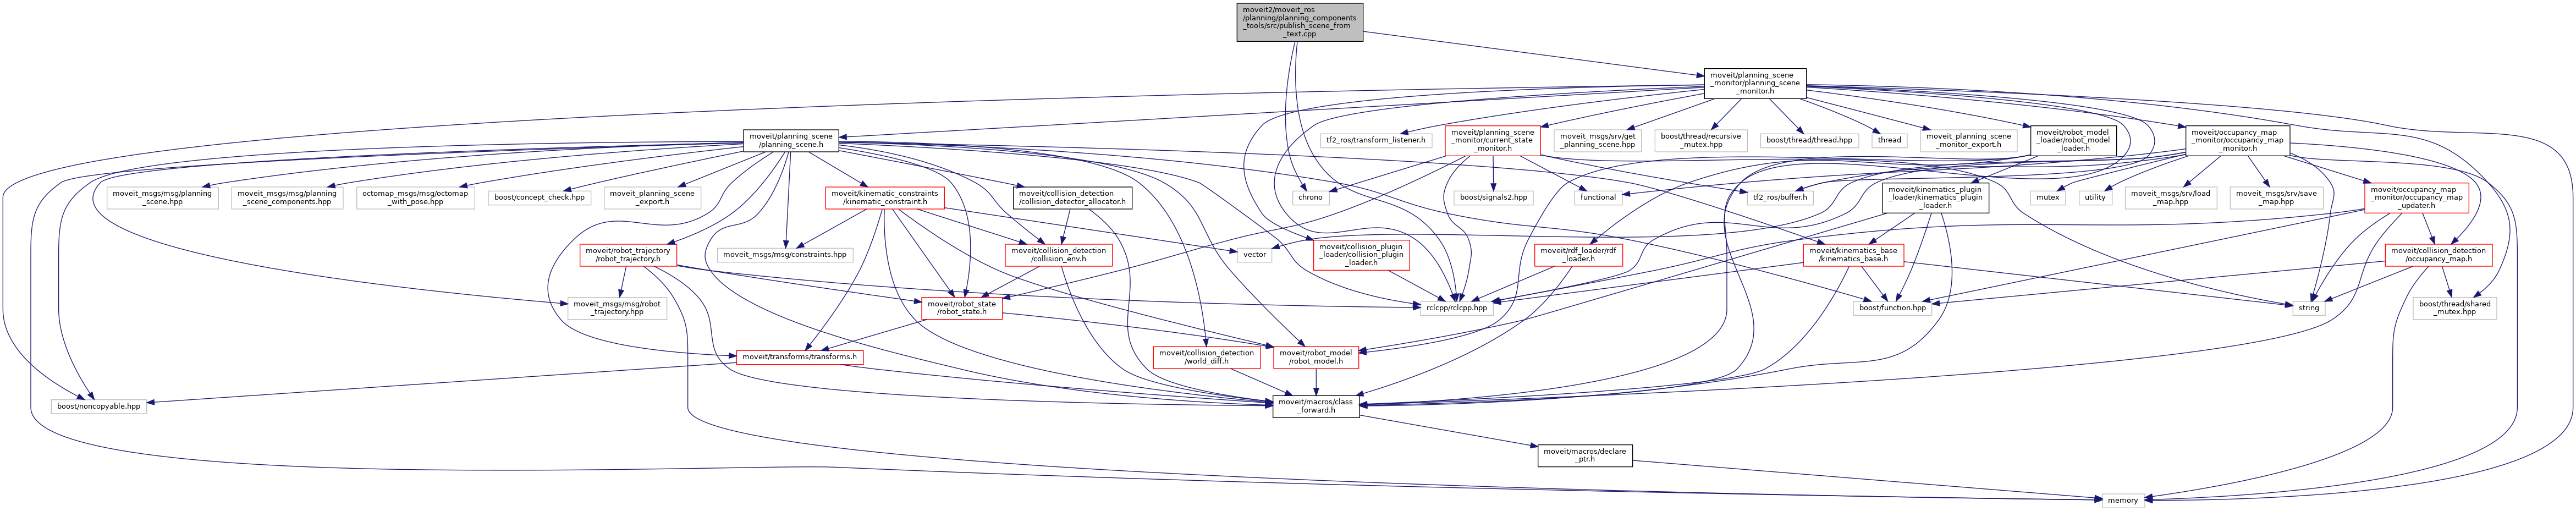 moveit2/moveit_ros
/planning/planning_components
_tools/src/publish_scene_from
_text.cpp
moveit/planning_scene
_monitor/planning_scene
_monitor.h
moveit/planning_scene
/planning_scene.h
tf2_ros/transform_listener.h
moveit/planning_scene
_monitor/current_state
_monitor.h
moveit_msgs/srv/get
_planning_scene.hpp
boost/thread/recursive
_mutex.hpp
boost/thread/thread.hpp
thread
moveit_planning_scene
_monitor_export.h
moveit/robot_model
_loader/robot_model
_loader.h
moveit/occupancy_map
_monitor/occupancy_map
_monitor.h
moveit_msgs/msg/planning
_scene.hpp
moveit_msgs/msg/planning
_scene_components.hpp
octomap_msgs/msg/octomap
_with_pose.hpp
boost/concept_check.hpp
moveit_planning_scene
_export.h
moveit/kinematic_constraints
/kinematic_constraint.h
moveit/collision_detection
/collision_detector_allocator.h
chrono
boost/signals2.hpp
functional
tf2_ros/buffer.h
moveit/kinematics_plugin
_loader/kinematics_plugin
_loader.h
mutex
utility
moveit_msgs/srv/load
_map.hpp
moveit_msgs/srv/save
_map.hpp
moveit/occupancy_map
_monitor/occupancy_map
_updater.h
moveit/robot_trajectory
/robot_trajectory.h
moveit_msgs/msg/constraints.hpp
moveit/collision_detection
/collision_env.h
vector
moveit/collision_plugin
_loader/collision_plugin
_loader.h
moveit/rdf_loader/rdf
_loader.h
moveit/kinematics_base
/kinematics_base.h
moveit/collision_detection
/occupancy_map.h
moveit_msgs/msg/robot
_trajectory.hpp
moveit/robot_state
/robot_state.h
rclcpp/rclcpp.hpp
boost/function.hpp
string
boost/thread/shared
_mutex.hpp
moveit/transforms/transforms.h
moveit/collision_detection
/world_diff.h
moveit/robot_model
/robot_model.h
boost/noncopyable.hpp
moveit/macros/class
_forward.h
moveit/macros/declare
_ptr.h
memory